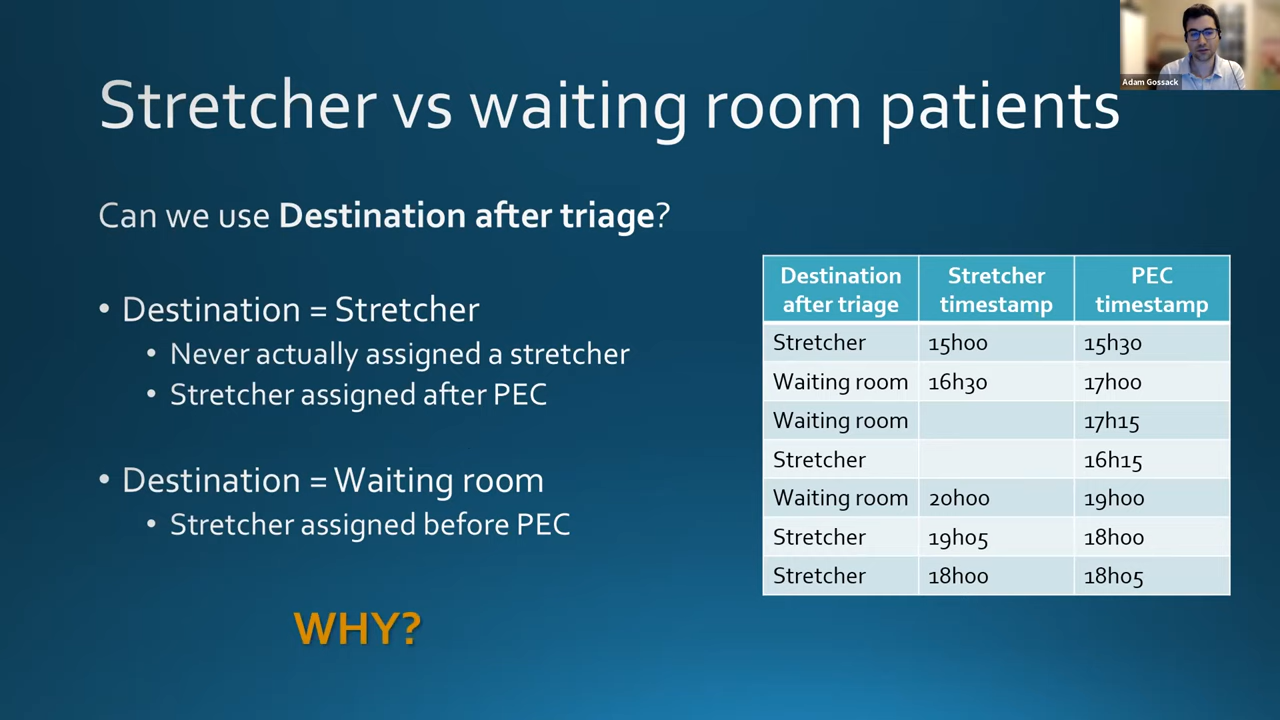 Adam Gossack
Stretcher vs waiting room patients
Can we use Destination after triage?
• Destination = Stretcher
• Never actually assigned a stretcher
• Stretcher assigned after PEC
• Destination = Waiting room
• Stretcher assigned before PEC
WHY?
Destination after triage | Stretcher timestamp | PEC timestamp
Stretcher | 15h00 | 15h30
Waiting room | 16h30 | 17h00
Waiting room | | 17h15
Stretcher | | 16h15
Waiting room | 20h00 | 19h00
Stretcher | 19h05 | 18h00
Stretcher | 18h00 | 18h05